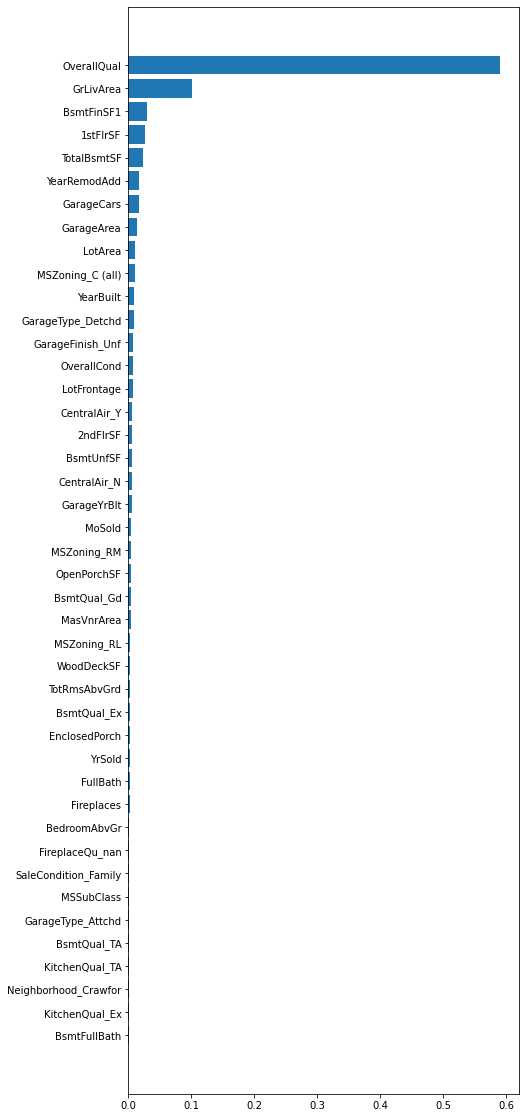 OverallQual
GrLivArea
BsmtFinSF1
1stFlrSF
TotalBsmtSF
YearRemodAdd
GarageCars
GarageArea
LotArea
MSZoning_C (all)
YearBuilt
GarageType_Detchd
GarageFinish_Unf
OverallCond
LotFrontage
CentralAir_Y
2ndFlrSF
BsmtUnfSF
CentralAir_N
GarageYrBlt
MoSold
MSZoning_RM
OpenPorchSF
BsmtQual_Gd
MasVnrArea
MSZoning_RL
WoodDeckSF
TotRmsAbvGrd
BsmtQual_Ex
EnclosedPorch
YrSold
FullBath
Fireplaces
BedroomAbvGr
FireplaceQu_nan
SaleCondition_Family
MSSubClass
GarageType_Attchd
BsmtQual_TA
KitchenQual_TA
Neighborhood_Crawfor
KitchenQual_Ex
BsmtFullBath
0.0 0.1 0.2 0.3 0.4 0.5 0.6